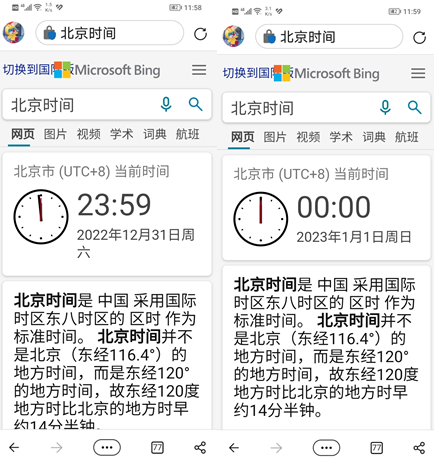 11:58
北京时间
切换到国际版
Microsoft Bing
北京时间
网页 图片 视频 学术 词典 航班
北京市 (UTC+8) 当前时间
23:59
2022年12月31日周
六
北京时间是 中国 采用国际
时区东八时区的 区时 作为
标准时间。 北京时间并不
是北京（东经116.4°）的
地方时间，而是东经120°
的地方时间，故东经120度
地方时比北京的地方时早
约14分半钟。
77
11:59
北京时间
切换到国际版
Microsoft Bing
北京时间
网页 图片 视频 学术 词典 航班
北京市 (UTC+8) 当前时间
00:00
2023年1月1日周日
北京时间是 中国 采用国际
时区东八时区的 区时 作为
标准时间。 北京时间并不
是北京（东经116.4°）的
地方时间，而是东经120°
的地方时间，故东经120度
地方时比北京的地方时早
约14分半钟。
77